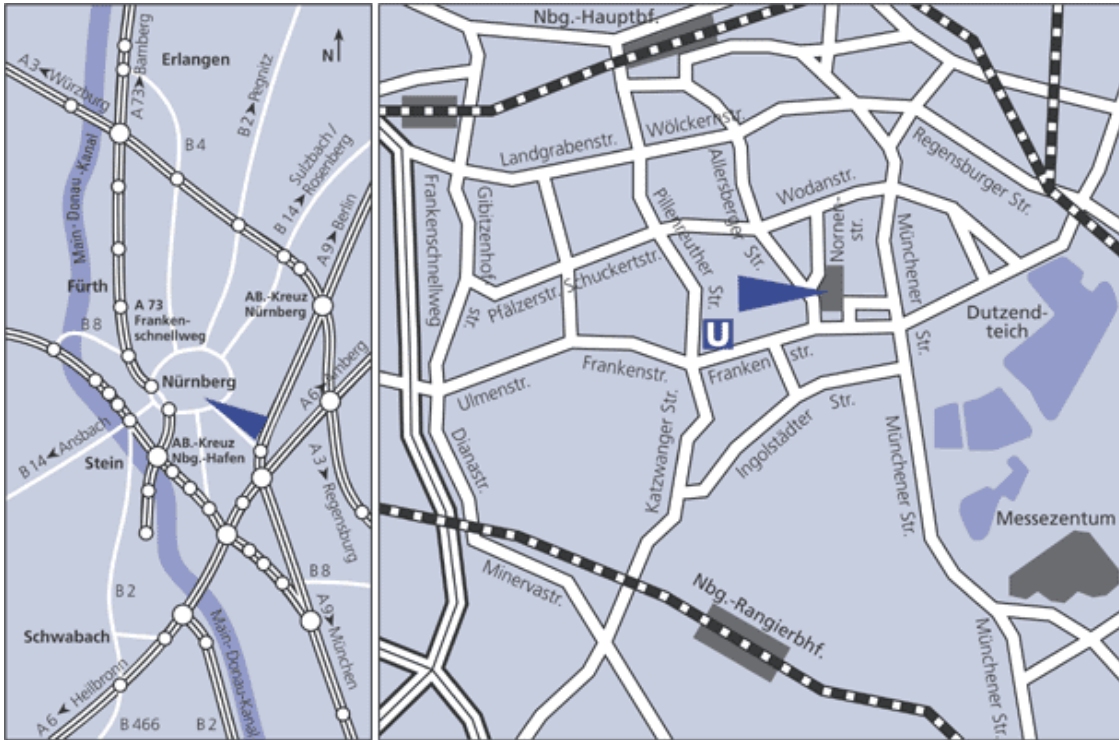 N
A3 Würzburg
A 73 Bamberg
Erlangen
B 2 Pegnitz
B 4
Sulzbach /
B 14 Rosenberg
A 9 Berlin
Main-Donau-Kanal
Fürth
A 73
Franken-
schnellweg
AB.-Kreuz
Nürnberg
B 8
Nürnberg
A6 Amberg
B 14 Ansbach
Stein
AB.-Kreuz
Nbg.-Hafen
A 3 Regensburg
B 2
B 8
Schwabach
Main-Donau-Kanal
A9 München
A 6 Heilbronn
B 466
B 2
Nbg.-Hauptbf.
Wölckernstr.
Landgrabenstr.
Regensburger Str.
Frankenschnellweg
Gibitzenhof.
str.
Pillenreuther Str.
Allersberger Str.
Wodanstr.
Nornen-
str.
Münchener
Str.
Pfälzerstr.
Schuckertstr.
Dutzend-
teich
U
Frankenstr.
Franken
str.
Ulmenstr.
Dianastr.
Katzwanger Str.
Ingolstädter
Str.
Münchener Str.
Messezentum
Minervastr.
Nbg.-Rangierbhf.
Münchener Str.